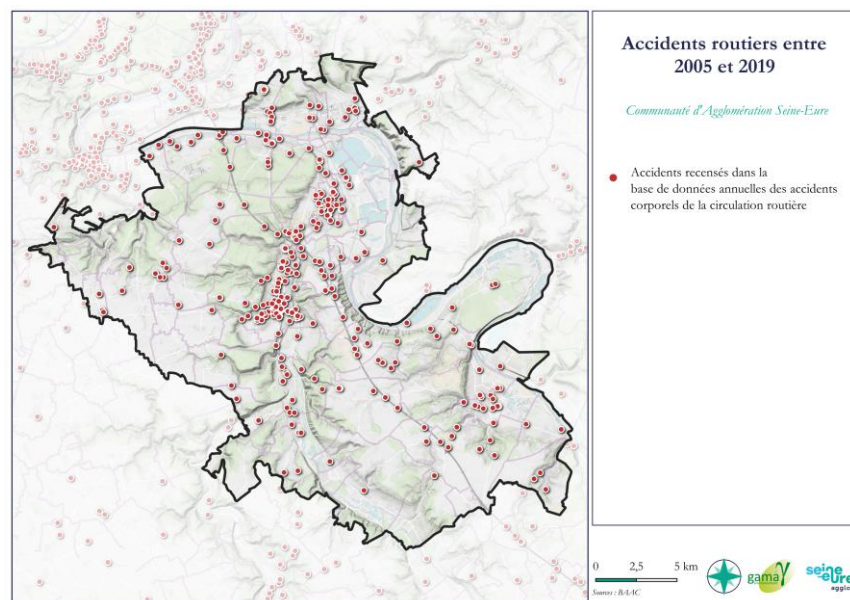 Accidents routiers entre
2005 et 2019
Communauté d'Agglomération Seine-Eure
Accidents recensés dans la
base de données annuelles des accidents
corporels de la circulation routière
0 2,5 5 km
Source : BAAC
gama
seine
eure
agglo